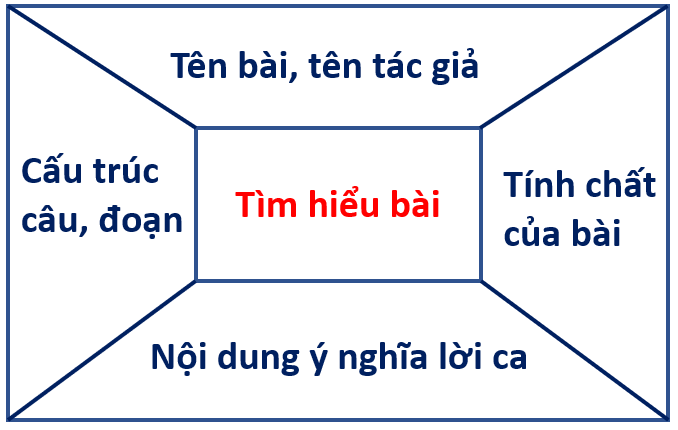 Tên bài, tên tác giả
Cấu trúc
câu, đoạn
Tìm hiểu bài
Tính chất
của bài
Nội dung ý nghĩa lời ca